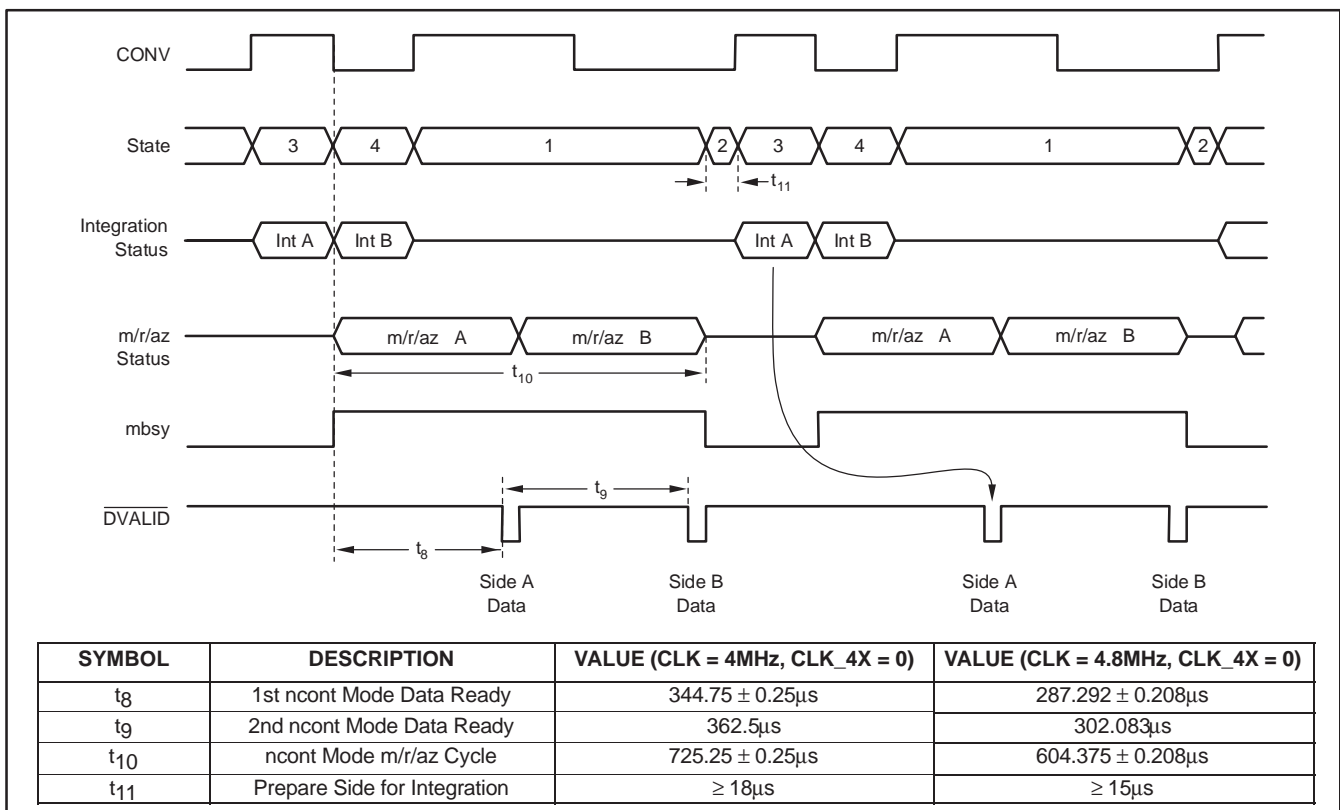 CONV
State
3 4 1 2 3 4 1 2
t11
Integration
Status
Int A Int B Int A Int B
m/r/az
Status
m/r/az A m/r/az B m/r/az A m/r/az B
t10
mbsy
t9
DVALID
t8
Side A
Data
Side B
Data
Side A
Data
Side B
Data
SYMBOL DESCRIPTION VALUE (CLK = 4MHz, CLK_4X = 0) VALUE (CLK = 4.8MHz, CLK_4X = 0)
t8 1st ncont Mode Data Ready 344.75 ± 0.25μs 287.292 ± 0.208μs
t9 2nd ncont Mode Data Ready 362.5μs 302.083μs
t10 ncont Mode m/r/az Cycle 725.25 ± 0.25μs 604.375 ± 0.208μs
t11 Prepare Side for Integration ≥ 18μs ≥ 15μs